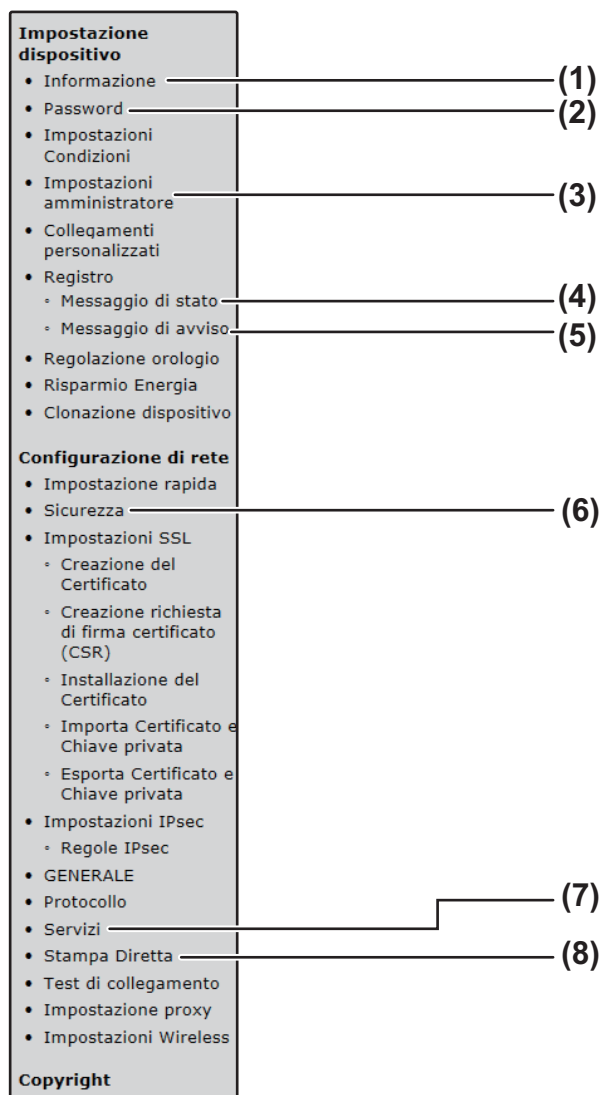 Impostazione
dispositivo
• Informazione (1)
• Password (2)
• Impostazioni
Condizioni
• Impostazioni
amministratore (3)
• Collegamenti
personalizzati
• Registro
◦ Messaggio di stato (4)
◦ Messaggio di avviso (5)
• Regolazione orologio
• Risparmio Energia
• Clonazione dispositivo
Configurazione di rete
• Impostazione rapida
• Sicurezza (6)
• Impostazioni SSL
◦ Creazione del
Certificato
◦ Creazione richiesta
di firma certificato
(CSR)
◦ Installazione del
Certificato
◦ Importa Certificato e
Chiave privata
◦ Esporta Certificato e
Chiave privata
• Impostazioni IPsec
◦ Regole IPsec
• GENERALE
• Protocollo
• Servizi (7)
• Stampa Diretta (8)
• Test di collegamento
• Impostazione proxy
• Impostazioni Wireless
Copyright